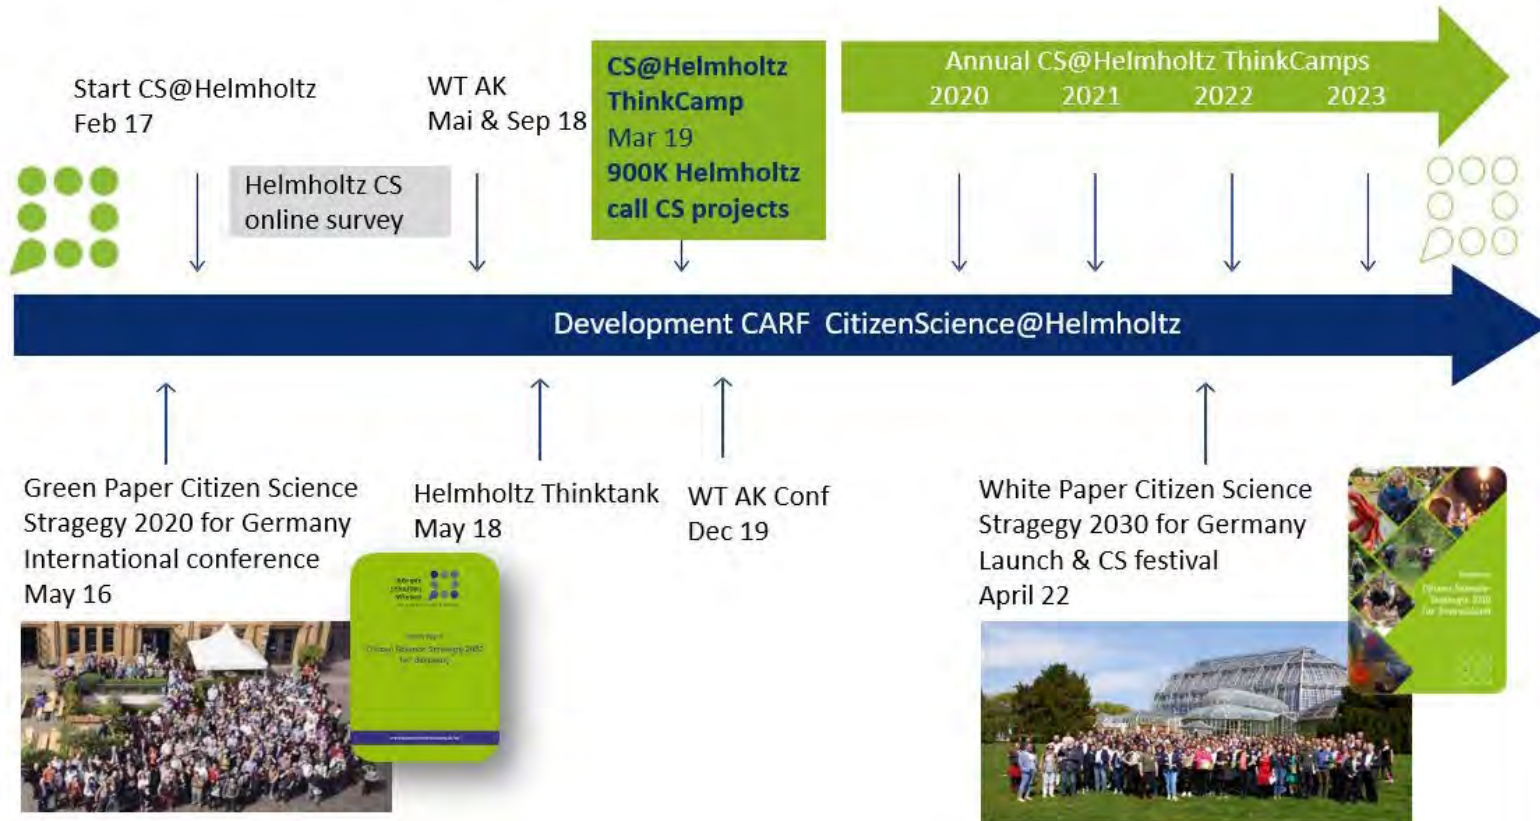 Start CS@Helmholtz
Feb 17
WT AK
Mai & Sep 18
CS@Helmholtz
ThinkCamp
Mar 19
900K Helmholtz
call CS projects
Annual CS@Helmholtz ThinkCamps
2020 2021 2022 2023
Helmholtz CS
online survey
Development CARF CitizenScience@Helmholtz
Green Paper Citizen Science
Stragegy 2020 for Germany
International conference
May 16
Helmholtz Thinktank
May 18
WT AK Conf
Dec 19
White Paper Citizen Science
Stragegy 2030 for Germany
Launch & CS festival
April 22